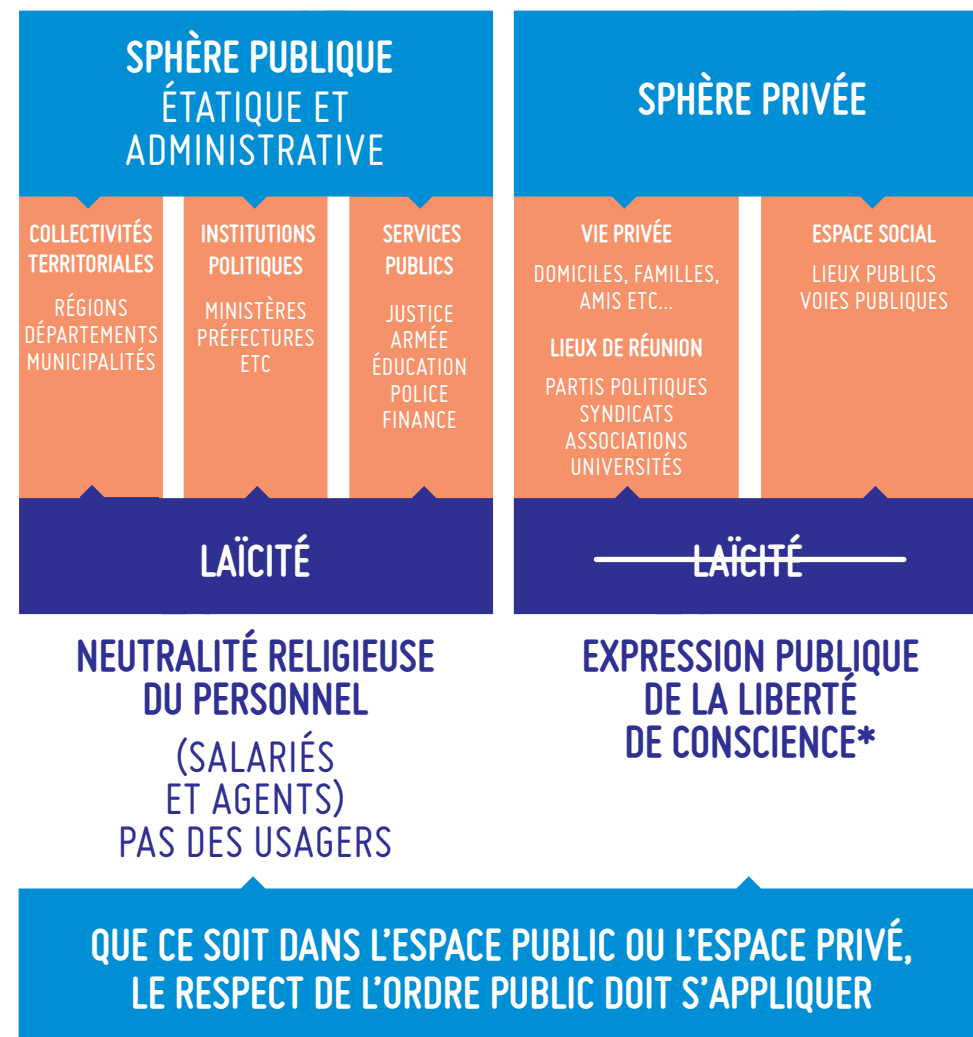 SPHÈRE PUBLIQUE
ÉTATIQUE ET
ADMINISTRATIVE
COLLECTIVITÉS
TERRITORIALES
RÉGIONS
DÉPARTEMENTS
MUNICIPALITÉS
INSTITUTIONS
POLITIQUES
MINISTÈRES
PRÉFECTURES
ETC
SERVICES
PUBLICS
JUSTICE
ARMÉE
ÉDUCATION
POLICE
FINANCE
LAÏCITÉ
NEUTRALITÉ RELIGIEUSE
DU PERSONNEL
(SALARIÉS
ET AGENTS)
PAS DES USAGERS
SPHÈRE PRIVÉE
VIE PRIVÉE
DOMICILES, FAMILLES,
AMIS ETC...
LIEUX DE RÉUNION
PARTIS POLITIQUES
SYNDICATS
ASSOCIATIONS
UNIVERSITÉS
ESPACE SOCIAL
LIEUX PUBLICS
VOIES PUBLIQUES
LAÏCITÉ
EXPRESSION PUBLIQUE
DE LA LIBERTÉ
DE CONSCIENCE*
QUE CE SOIT DANS L'ESPACE PUBLIC OU L'ESPACE PRIVÉ,
LE RESPECT DE L'ORDRE PUBLIC DOIT S'APPLIQUER